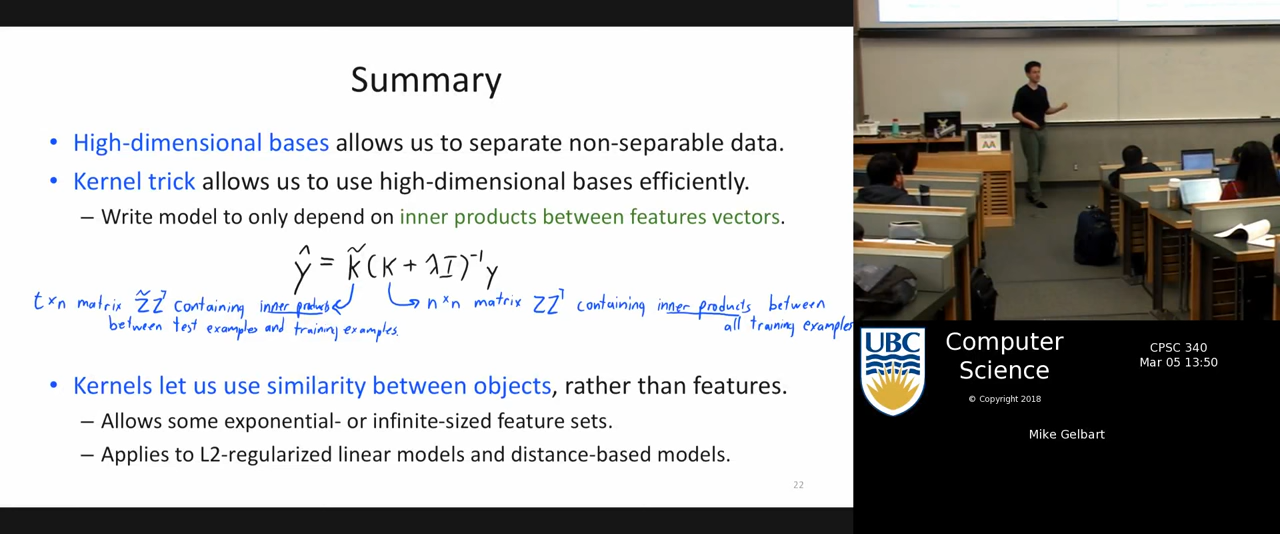 Summary
• High-dimensional bases allows us to separate non-separable data.
• Kernel trick allows us to use high-dimensional bases efficiently.
– Write model to only depend on inner products between features vectors.
ŷ = k̃(K + λI)⁻¹y
t×n matrix Z̃Zᵀ containing inner products
between test examples and training examples.
n×n matrix ZZᵀ containing inner products between
all training examples
• Kernels let us use similarity between objects, rather than features.
– Allows some exponential- or infinite-sized feature sets.
– Applies to L2-regularized linear models and distance-based models.
22
AA
UBC
Computer
Science
© Copyright 2018
CPSC 340
Mar 05 13:50
Mike Gelbart